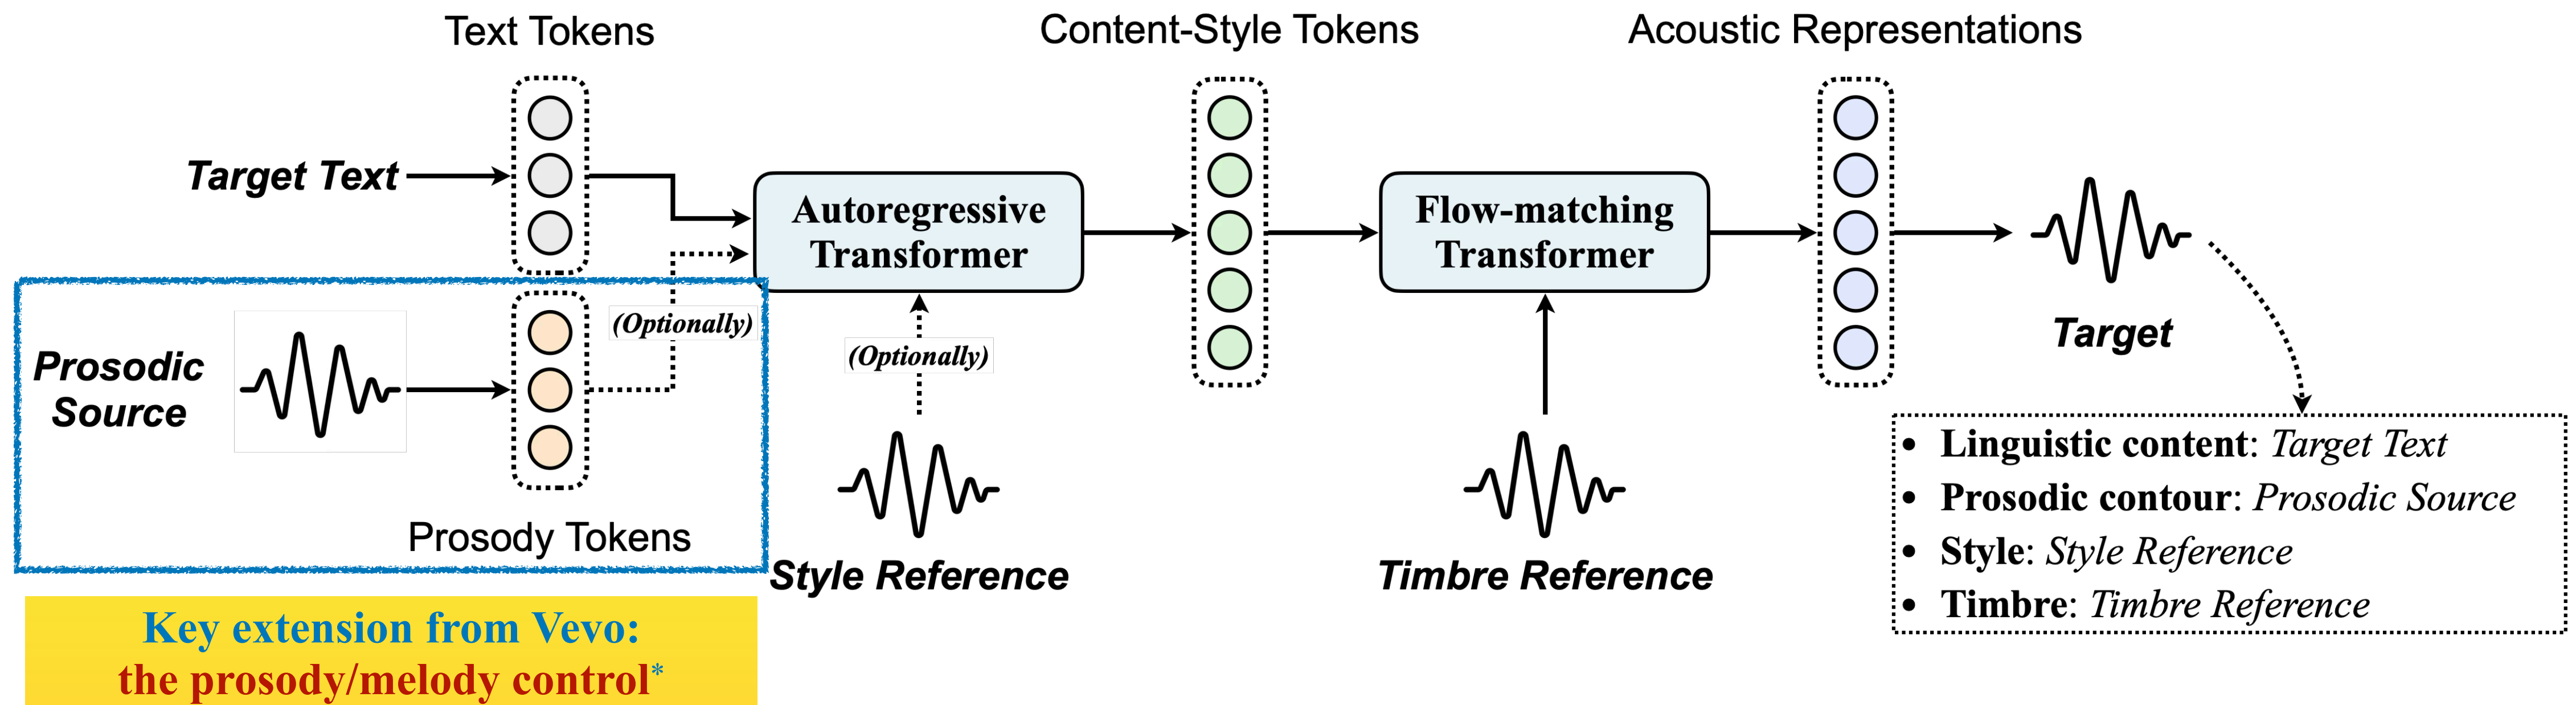 Text Tokens
Content-Style Tokens
Acoustic Representations
Target Text
Autoregressive
Transformer
Flow-matching
Transformer
(Optionally)
(Optionally)
Prosodic
Source
Prosody Tokens
Style Reference
Timbre Reference
Target
• Linguistic content: Target Text
• Prosodic contour: Prosodic Source
• Style: Style Reference
• Timbre: Timbre Reference
Key extension from Vevo:
the prosody/melody control*